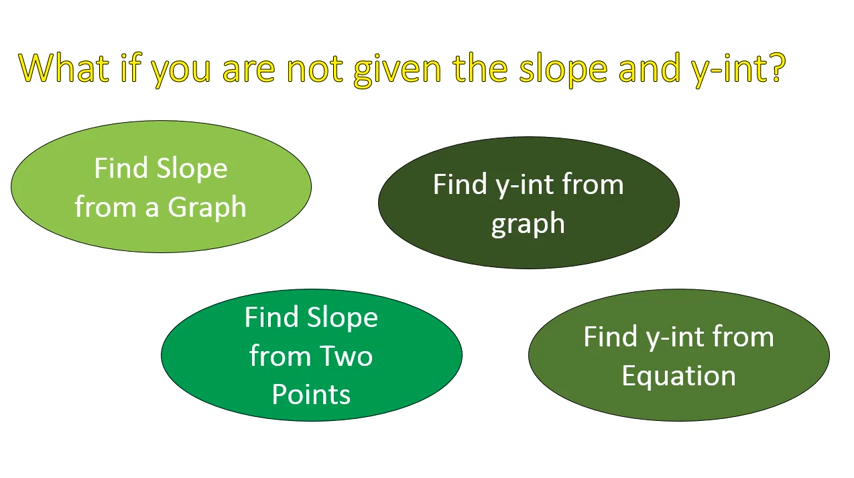 What if you are not given the slope and y-int?
Find Slope
from a Graph
Find y-int from
graph
Find Slope
from Two
Points
Find y-int from
Equation